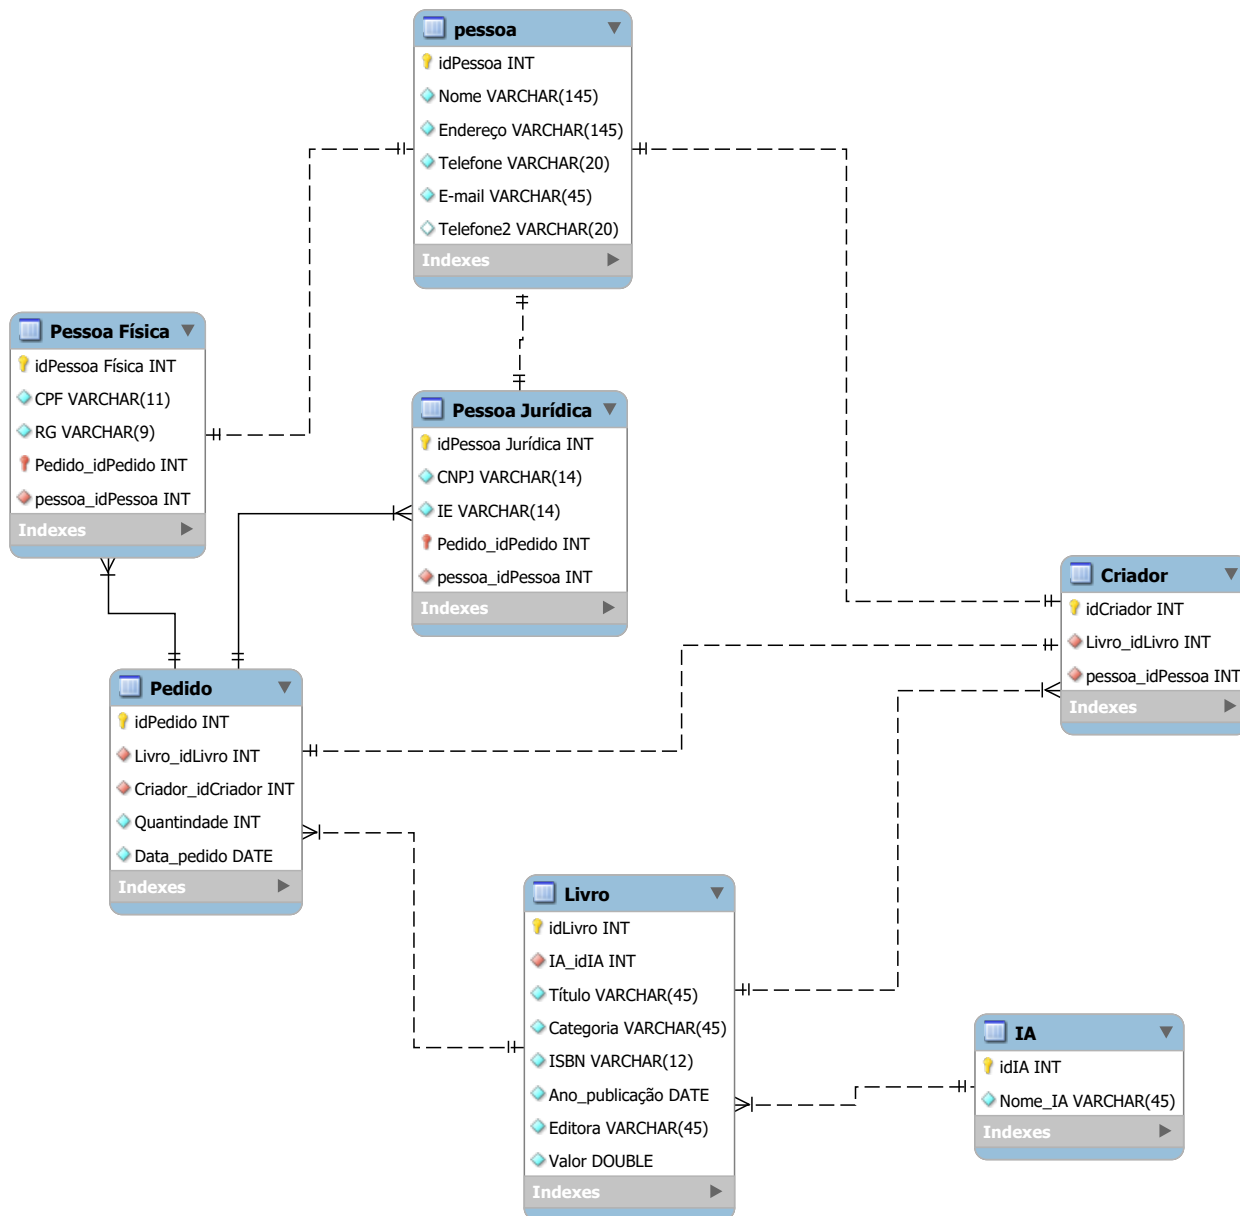 pessoa
idPessoa INT
Nome VARCHAR(145)
Endereço VARCHAR(145)
Telefone VARCHAR(20)
E-mail VARCHAR(45)
Telefone2 VARCHAR(20)
Indexes
Pessoa Física
idPessoa Física INT
CPF VARCHAR(11)
RG VARCHAR(9)
Pedido_idPedido INT
pessoa_idPessoa INT
Indexes
Pessoa Jurídica
idPessoa Jurídica INT
CNPJ VARCHAR(14)
IE VARCHAR(14)
Pedido_idPedido INT
pessoa_idPessoa INT
Indexes
Criador
idCriador INT
Livro_idLivro INT
pessoa_idPessoa INT
Indexes
Pedido
idPedido INT
Livro_idLivro INT
Criador_idCriador INT
Quantindade INT
Data_pedido DATE
Indexes
Livro
idLivro INT
IA_idIA INT
Título VARCHAR(45)
Categoria VARCHAR(45)
ISBN VARCHAR(12)
Ano_publicação DATE
Editora VARCHAR(45)
Valor DOUBLE
Indexes
IA
idIA INT
Nome_IA VARCHAR(45)
Indexes